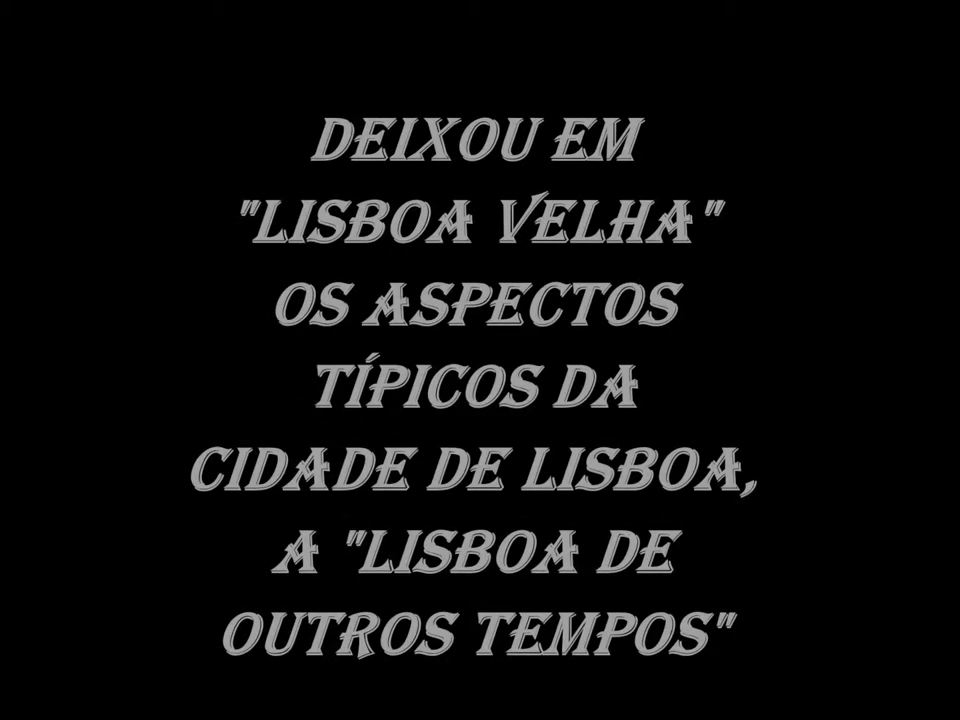 DEIXOU EM
"LISBOA VELHA"
OS ASPECTOS
TÍPICOS DA
CIDADE DE LISBOA,
A "LISBOA DE
OUTROS TEMPOS"